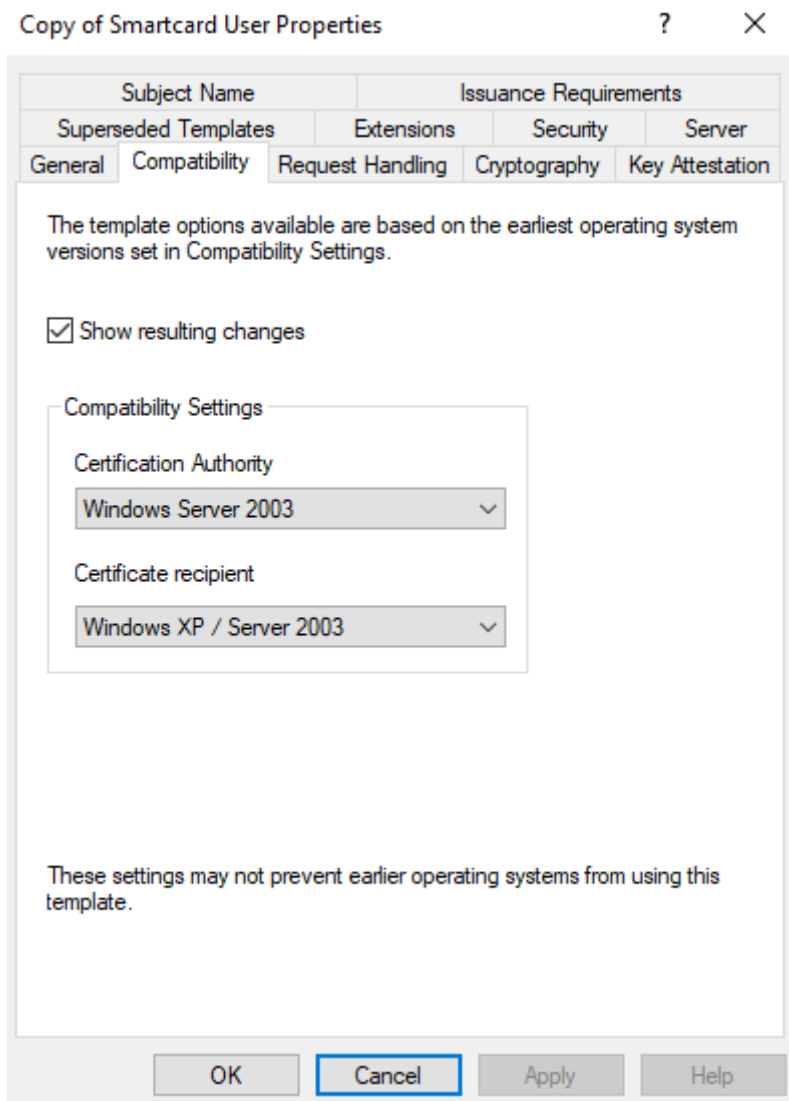 Copy of Smartcard User Properties
?
Subject Name
Issuance Requirements
Superseded Templates
Extensions
Security
Server
General
Compatibility
Request Handling
Cryptography
Key Attestation
The template options available are based on the earliest operating system
versions set in Compatibility Settings.
Show resulting changes
Compatibility Settings
Certification Authority
Windows Server 2003
Certificate recipient
Windows XP / Server 2003
These settings may not prevent earlier operating systems from using this
template.
OK
Cancel
Apply
Help